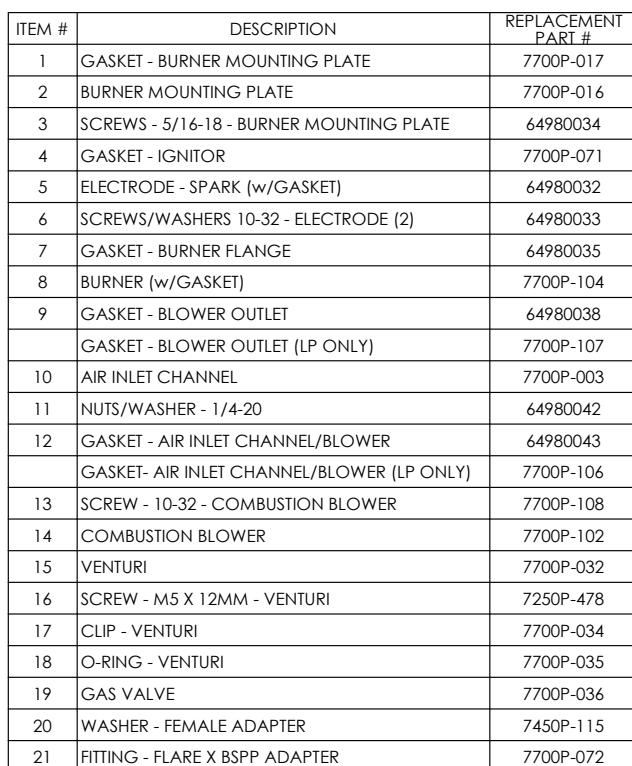 ITEM # DESCRIPTION REPLACEMENT PART #
1 GASKET - BURNER MOUNTING PLATE 7700P-017
2 BURNER MOUNTING PLATE 7700P-016
3 SCREWS - 5/16-18 - BURNER MOUNTING PLATE 64980034
4 GASKET - IGNITOR 7700P-071
5 ELECTRODE - SPARK (w/GASKET) 64980032
6 SCREWS/WASHERS 10-32 - ELECTRODE (2) 64980033
7 GASKET - BURNER FLANGE 64980035
8 BURNER (w/GASKET) 7700P-104
9 GASKET - BLOWER OUTLET 64980038
GASKET - BLOWER OUTLET (LP ONLY) 7700P-107
10 AIR INLET CHANNEL 7700P-003
11 NUTS/WASHER - 1/4-20 64980042
12 GASKET - AIR INLET CHANNEL/BLOWER 64980043
GASKET- AIR INLET CHANNEL/BLOWER (LP ONLY) 7700P-106
13 SCREW - 10-32 - COMBUSTION BLOWER 7700P-108
14 COMBUSTION BLOWER 7700P-102
15 VENTURI 7700P-032
16 SCREW - M5 X 12MM - VENTURI 7250P-478
17 CLIP - VENTURI 7700P-034
18 O-RING - VENTURI 7700P-035
19 GAS VALVE 7700P-036
20 WASHER - FEMALE ADAPTER 7450P-115
21 FITTING - FLARE X BSPP ADAPTER 7700P-072